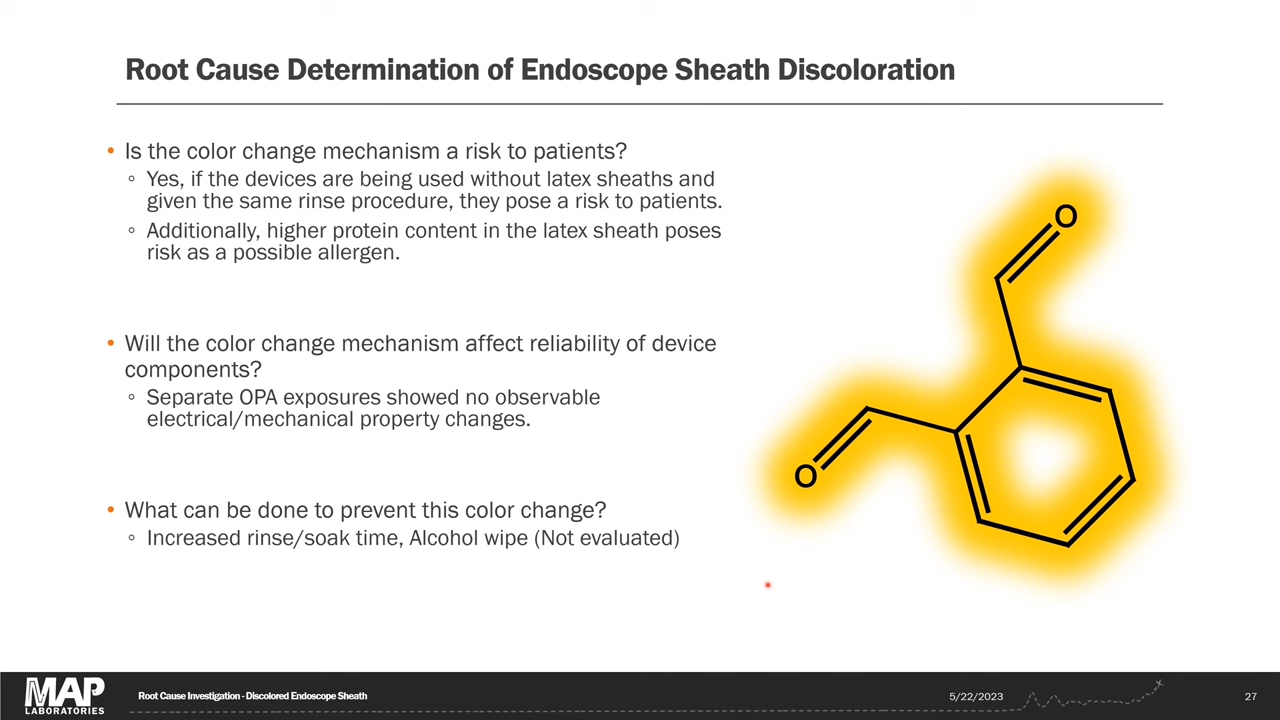 Root Cause Determination of Endoscope Sheath Discoloration
• Is the color change mechanism a risk to patients?
◦ Yes, if the devices are being used without latex sheaths and
given the same rinse procedure, they pose a risk to patients.
◦ Additionally, higher protein content in the latex sheath poses
risk as a possible allergen.
• Will the color change mechanism affect reliability of device
components?
◦ Separate OPA exposures showed no observable
electrical/mechanical property changes.
• What can be done to prevent this color change?
◦ Increased rinse/soak time, Alcohol wipe (Not evaluated)
O
O
MAP
LABORATORIES
Root Cause Investigation - Discolored Endoscope Sheath
5/22/2023
27